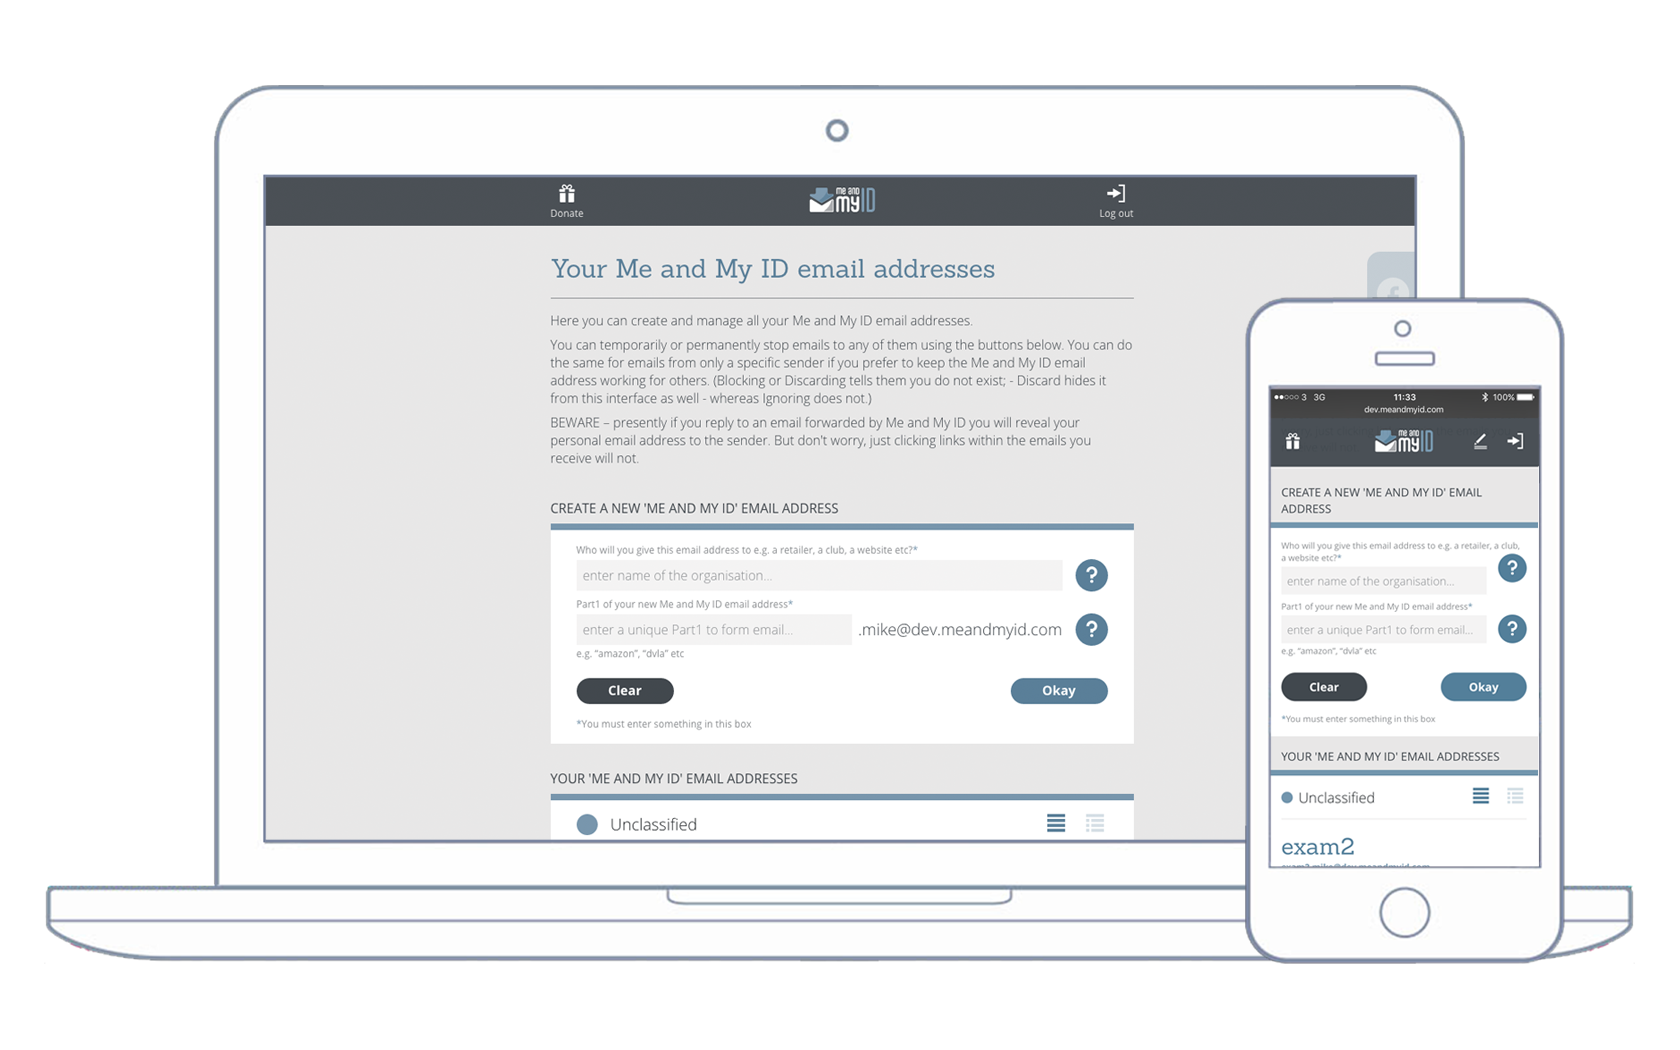 Donate
me and
myID
Log out
Your Me and My ID email addresses
Here you can create and manage all your Me and My ID email addresses.
You can temporarily or permanently stop emails to any of them using the buttons below. You can do
the same for emails from only a specific sender if you prefer to keep the Me and My ID email
address working for others. (Blocking or Discarding tells them you do not exist; - Discard hides it
from this interface as well - whereas Ignoring does not.)
BEWARE – presently if you reply to an email forwarded by Me and My ID you will reveal your
personal email address to the sender. But don't worry, just clicking links within the emails you
receive will not.
CREATE A NEW 'ME AND MY ID' EMAIL ADDRESS
Who will you give this email address to e.g. a retailer, a club, a website etc?*
enter name of the organisation...
?
Part1 of your new Me and My ID email address*
enter a unique Part1 to form email...
.mike@dev.meandmyid.com
?
e.g. “amazon”, “dvla” etc
Clear
Okay
*You must enter something in this box
YOUR 'ME AND MY ID' EMAIL ADDRESSES
Unclassified
3 3G
11:33
100%
dev.meandmyid.com
me and
myID
CREATE A NEW 'ME AND MY ID' EMAIL
ADDRESS
Who will you give this email address to e.g. a retailer, a club,
a website etc?*
enter name of the organisation...
?
Part1 of your new Me and My ID email address*
enter a unique Part1 to form email...
?
e.g. “amazon”, “dvla” etc
Clear
Okay
*You must enter something in this box
YOUR 'ME AND MY ID' EMAIL ADDRESSES
Unclassified
exam2